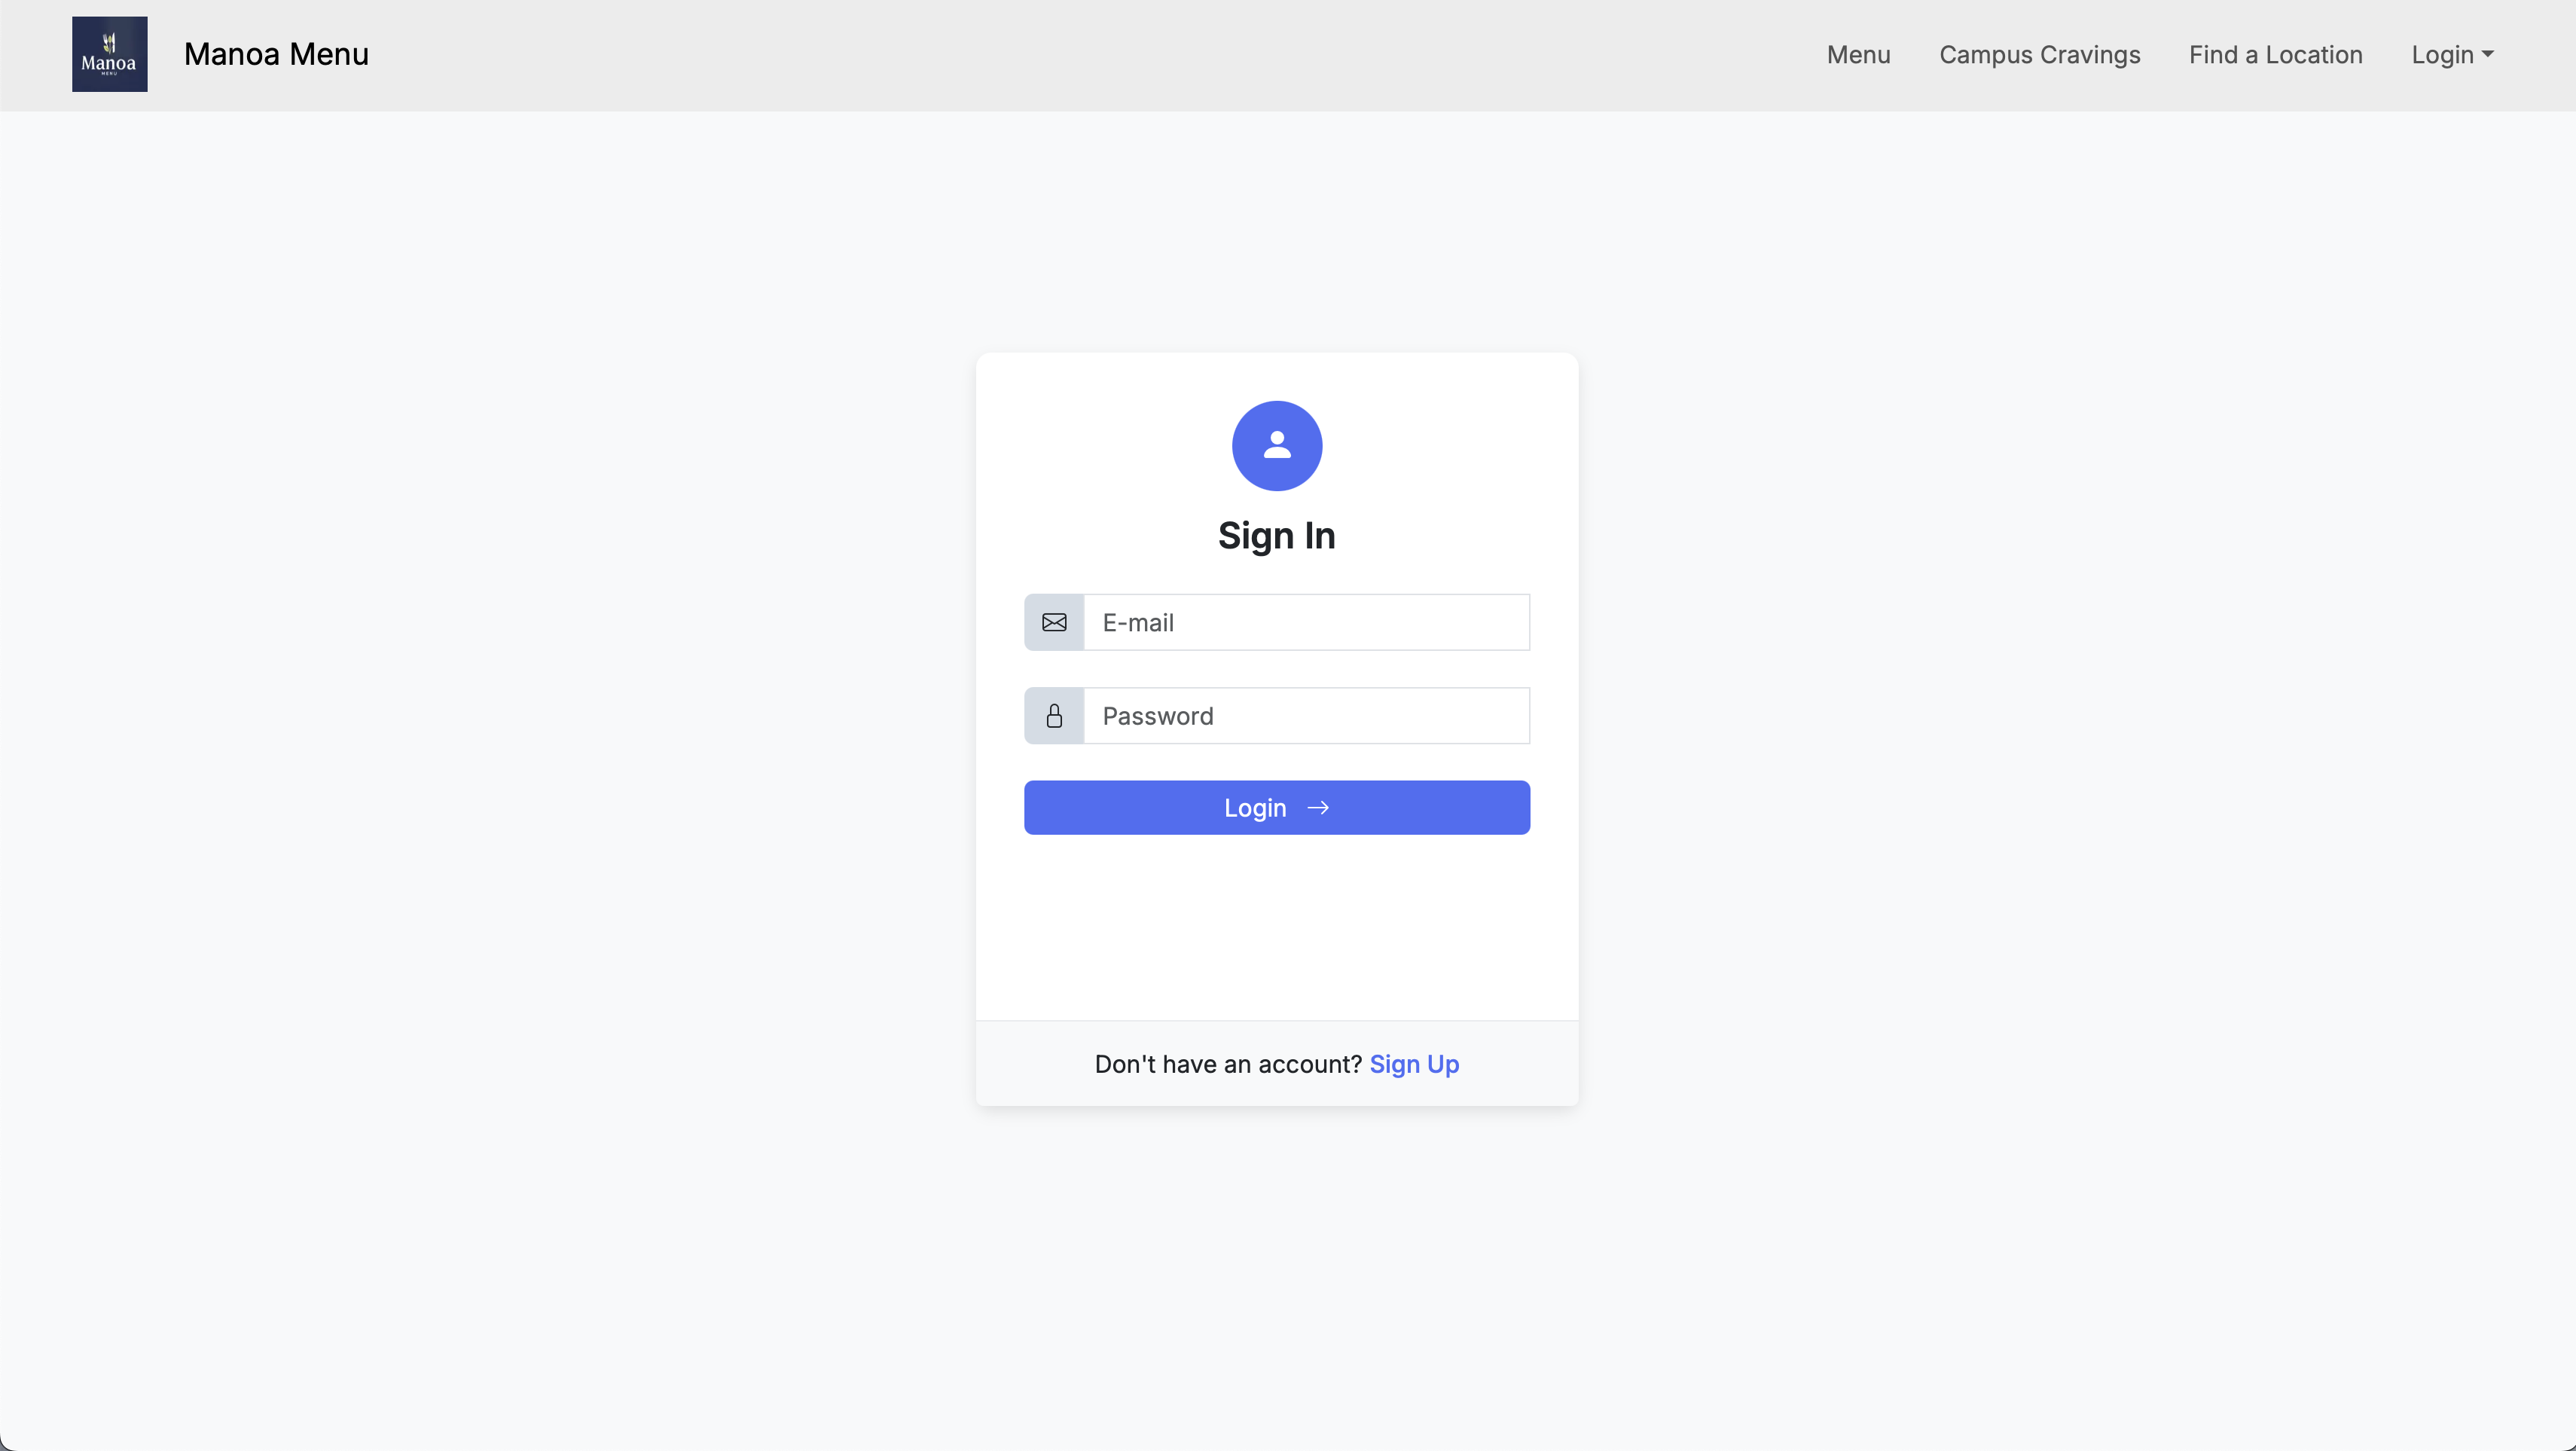 Manoa
MENU
Manoa Menu
Menu
Campus Cravings
Find a Location
Login
Sign In
E-mail
Password
Login →
Don't have an account? Sign Up